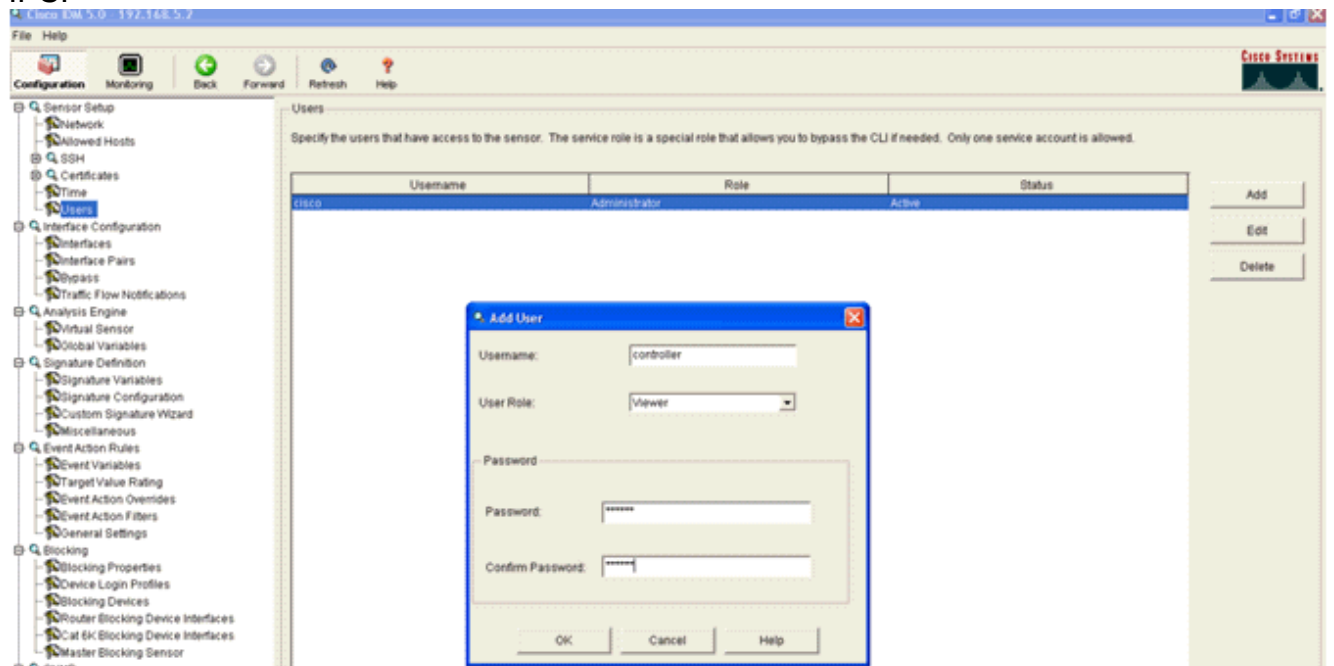 Cisco IDM 5.0 - 192.168.5.2
File Help
Configuration Monitoring Back Forward Refresh Help
CISCO SYSTEMS
Sensor Setup
Network
Allowed Hosts
SSH
Certificates
Time
Users
Interface Configuration
Interfaces
Interface Pairs
Bypass
Traffic Flow Notifications
Analysis Engine
Virtual Sensor
Global Variables
Signature Definition
Signature Variables
Signature Configuration
Custom Signature Wizard
Miscellaneous
Event Action Rules
Event Variables
Target Value Rating
Event Action Overrides
Event Action Filters
General Settings
Blocking
Blocking Properties
Device Login Profiles
Blocking Devices
Router Blocking Device Interfaces
Cat 6K Blocking Device Interfaces
Master Blocking Sensor
Users
Specify the users that have access to the sensor. The service role is a special role that allows you to bypass the CLI if needed. Only one service account is allowed.
Username Role Status
cisco Administrator Active
Add
Edit
Delete
Add User
Username: controller
User Role: Viewer
Password
Password: ******
Confirm Password: ******
OK Cancel Help